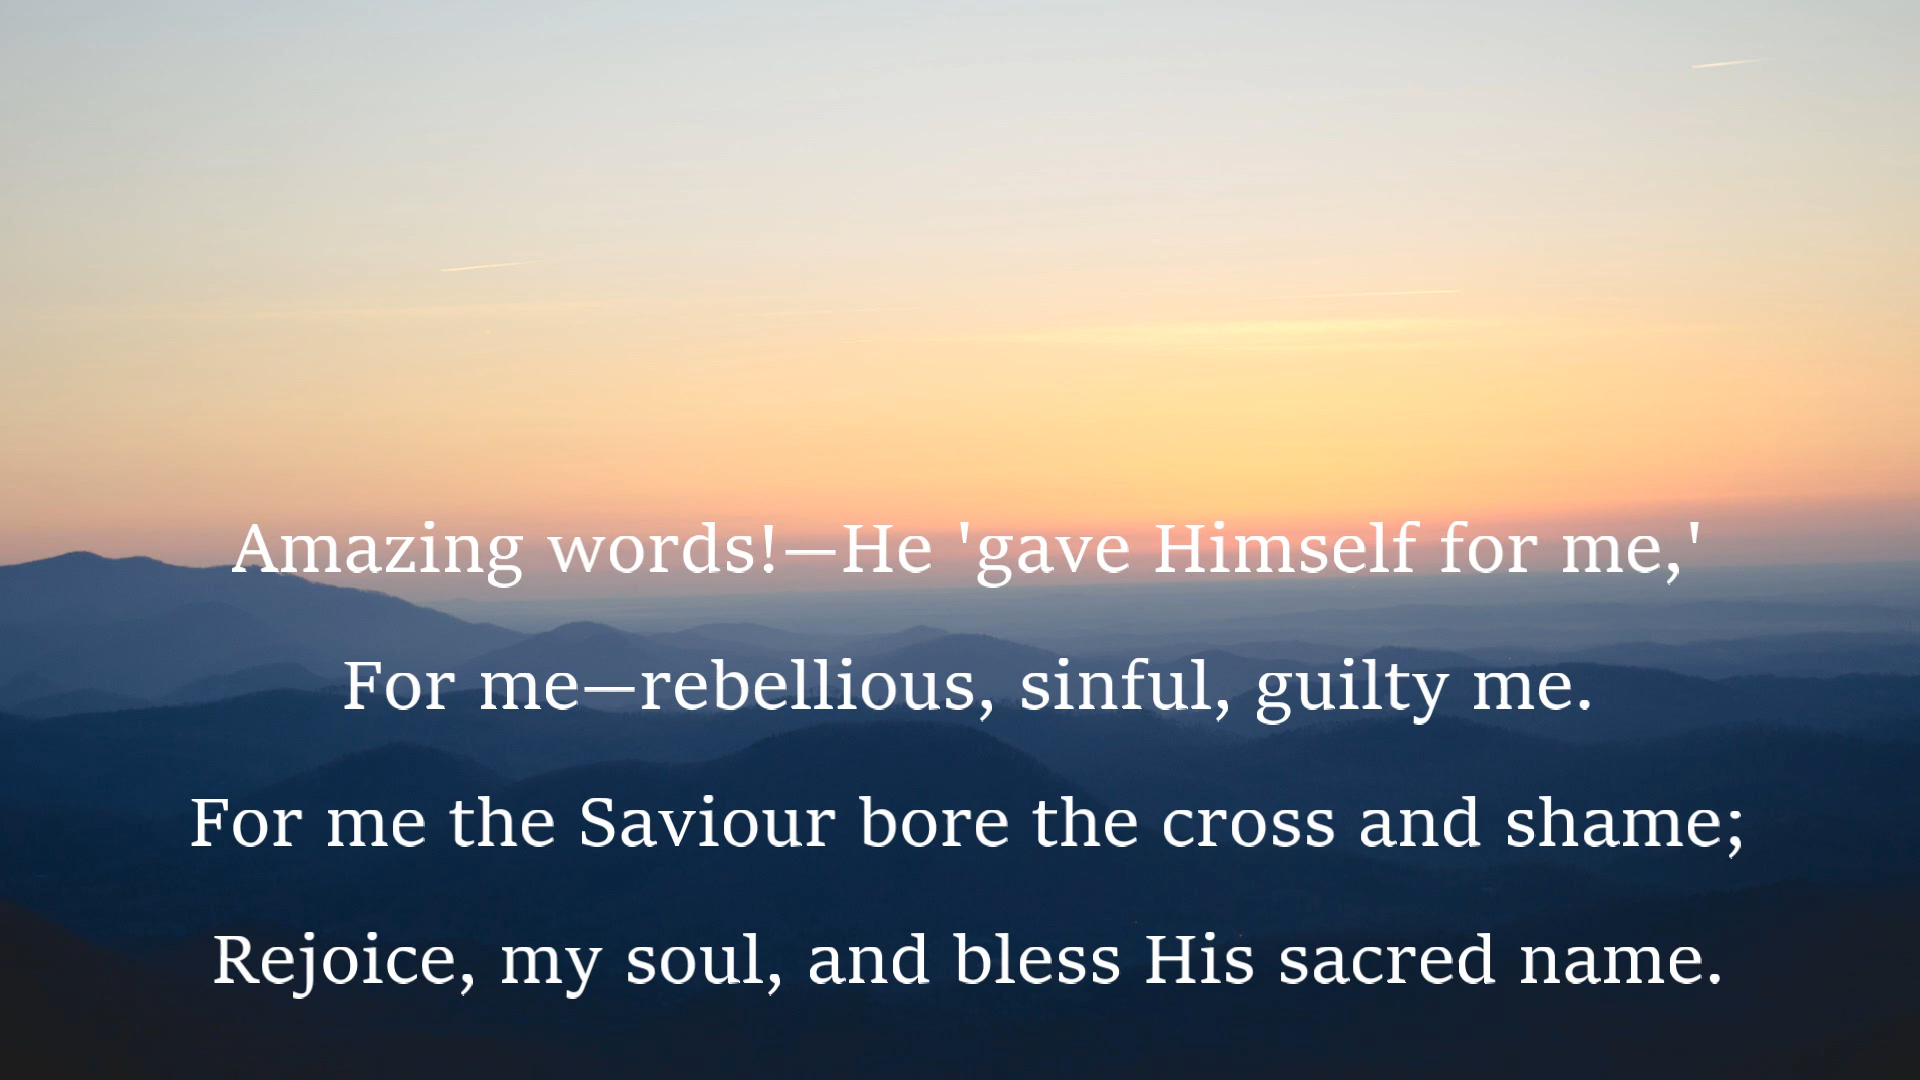 Amazing words!—He 'gave Himself for me,'
For me—rebellious, sinful, guilty me.
For me the Saviour bore the cross and shame;
Rejoice, my soul, and bless His sacred name.